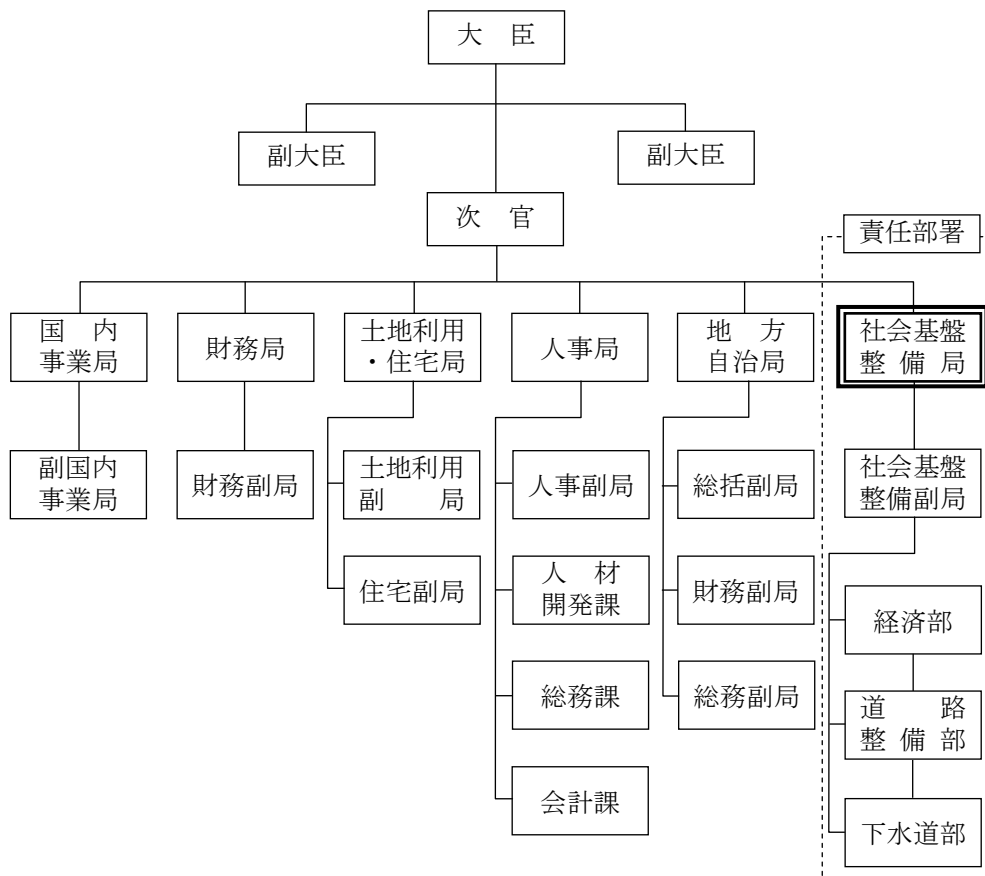 大 臣
副大臣
副大臣
次 官
責任部署
国 内
事業局
財務局
土地利用
・住宅局
人事局
地 方
自治局
社会基盤
整 備 局
副国内
事業局
財務副局
土地利用
副 局
人事副局
総括副局
社会基盤
整備副局
住宅副局
人 材
開発課
財務副局
経済部
総務課
総務副局
道 路
整 備 部
会計課
下水道部